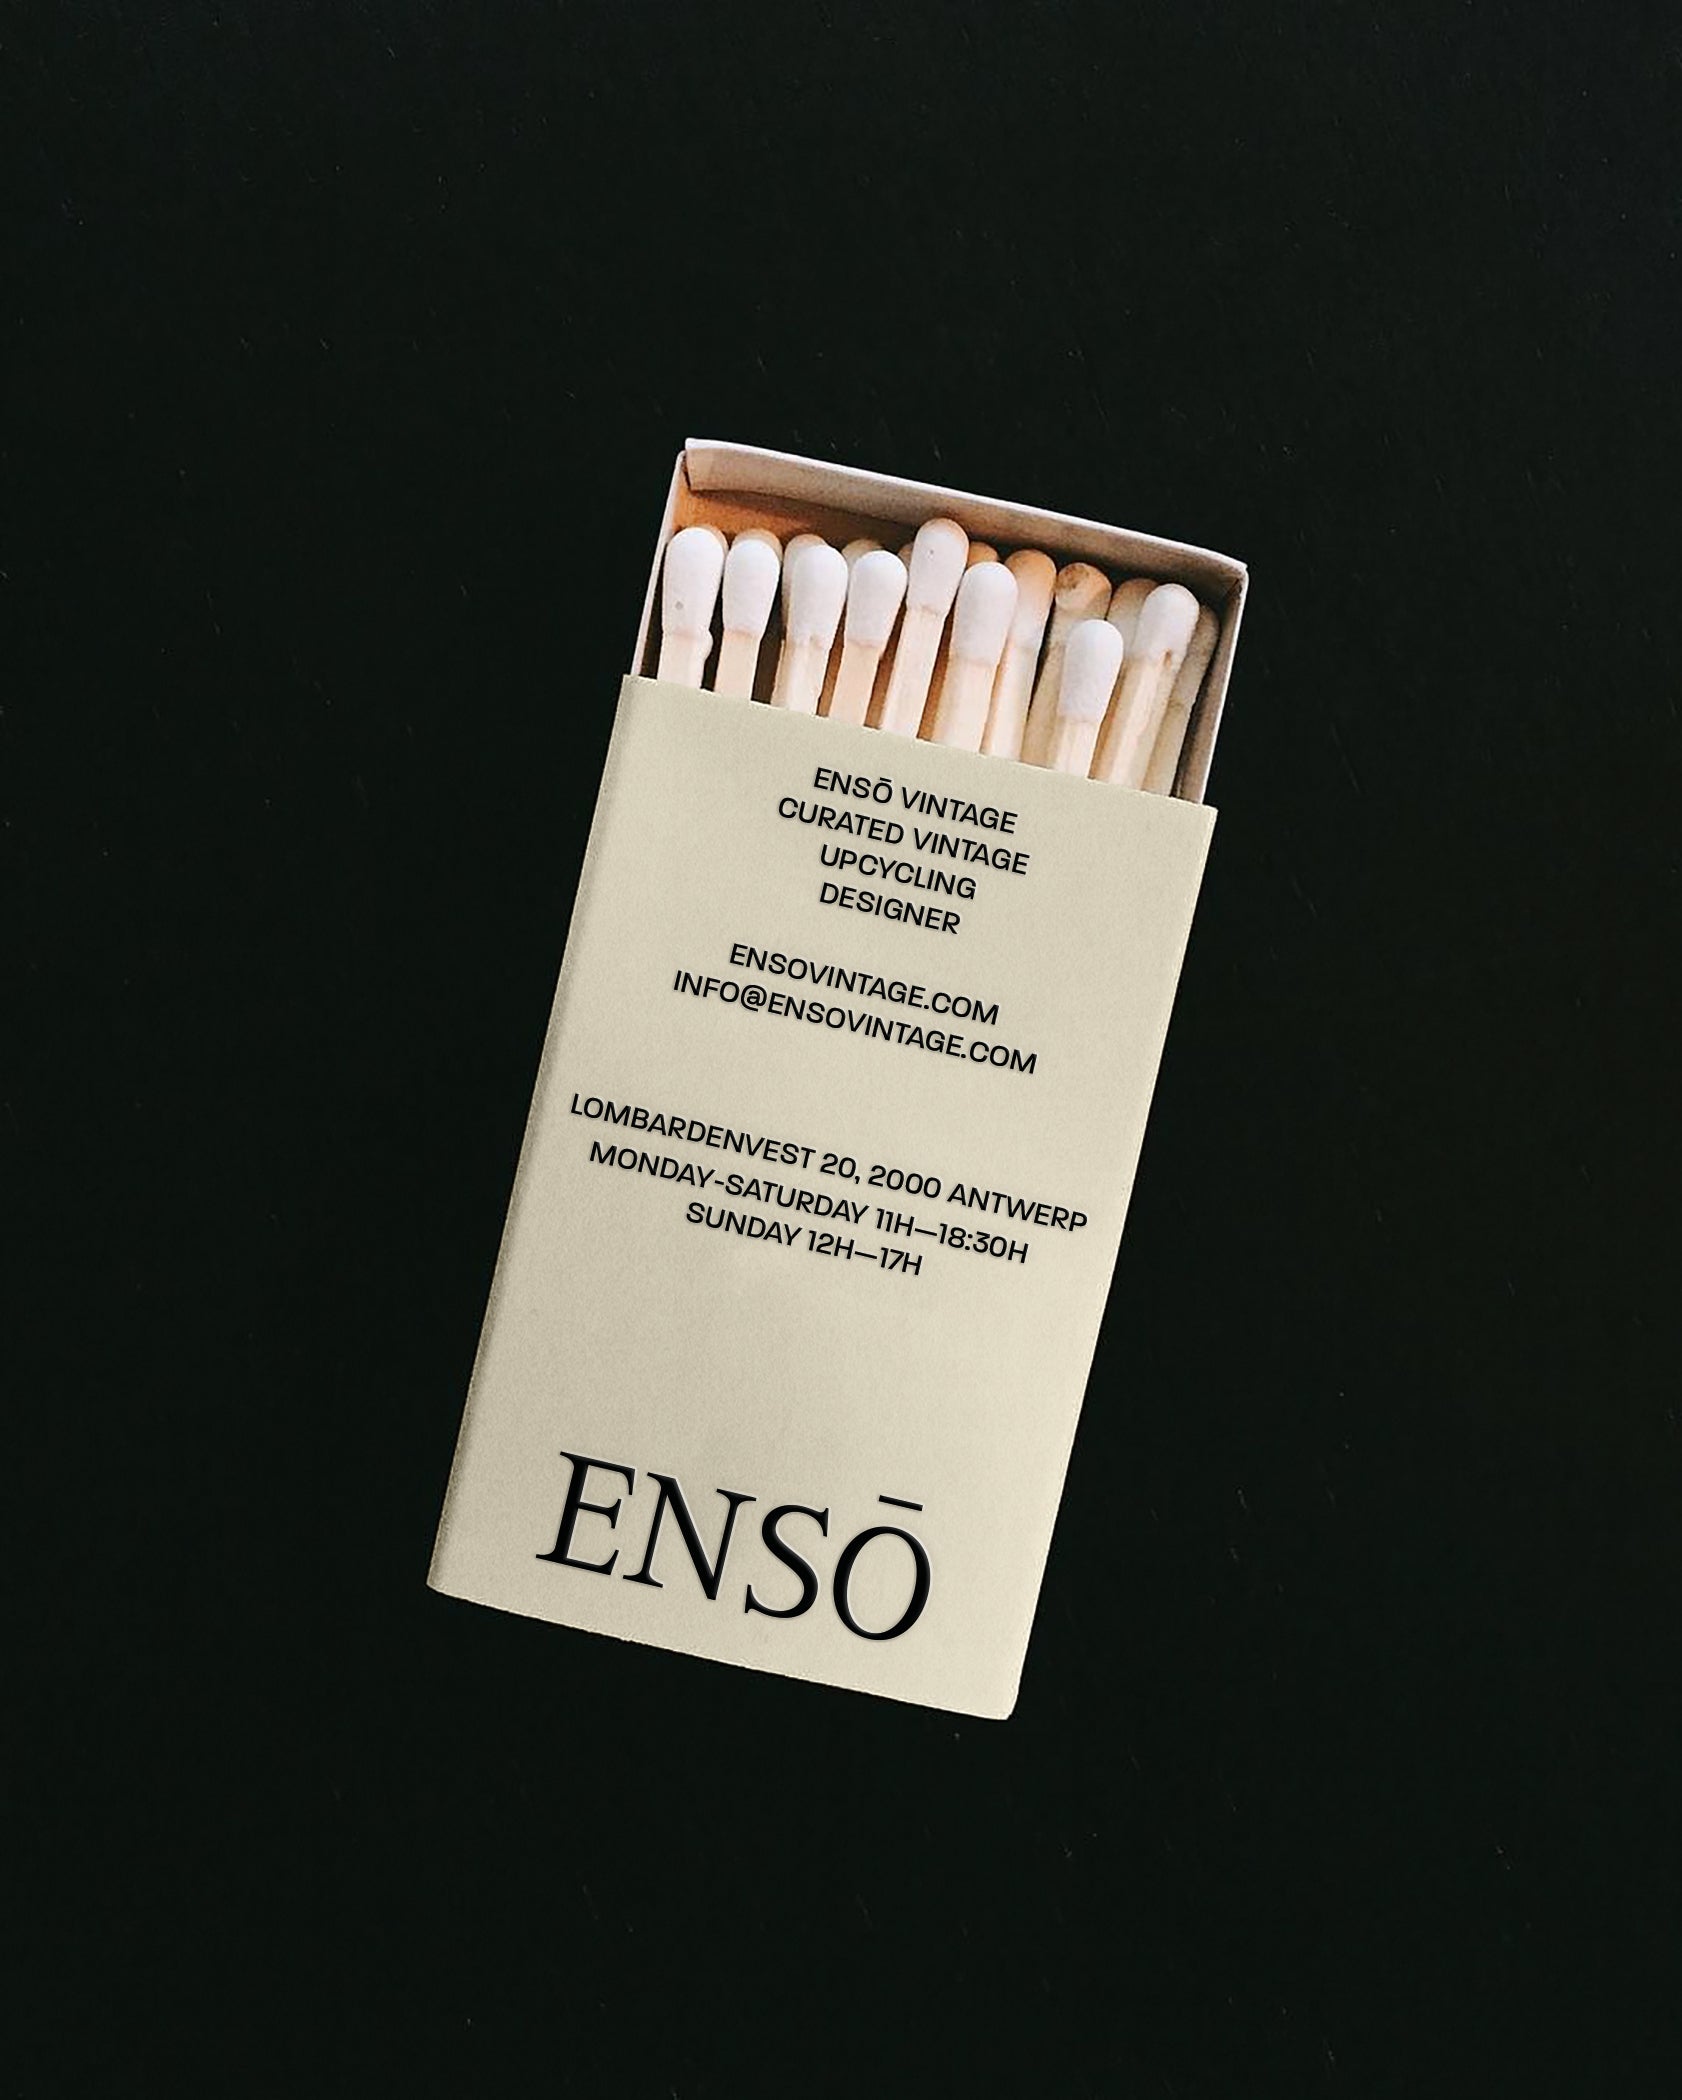 ENSŌ VINTAGE
CURATED VINTAGE
UPCYCLING
DESIGNER
ENSOVINTAGE.COM
INFO@ENSOVINTAGE.COM
LOMBARDENVEST 20, 2000 ANTWERP
MONDAY-SATURDAY 11H—18:30H
SUNDAY 12H—17H
ENSŌ